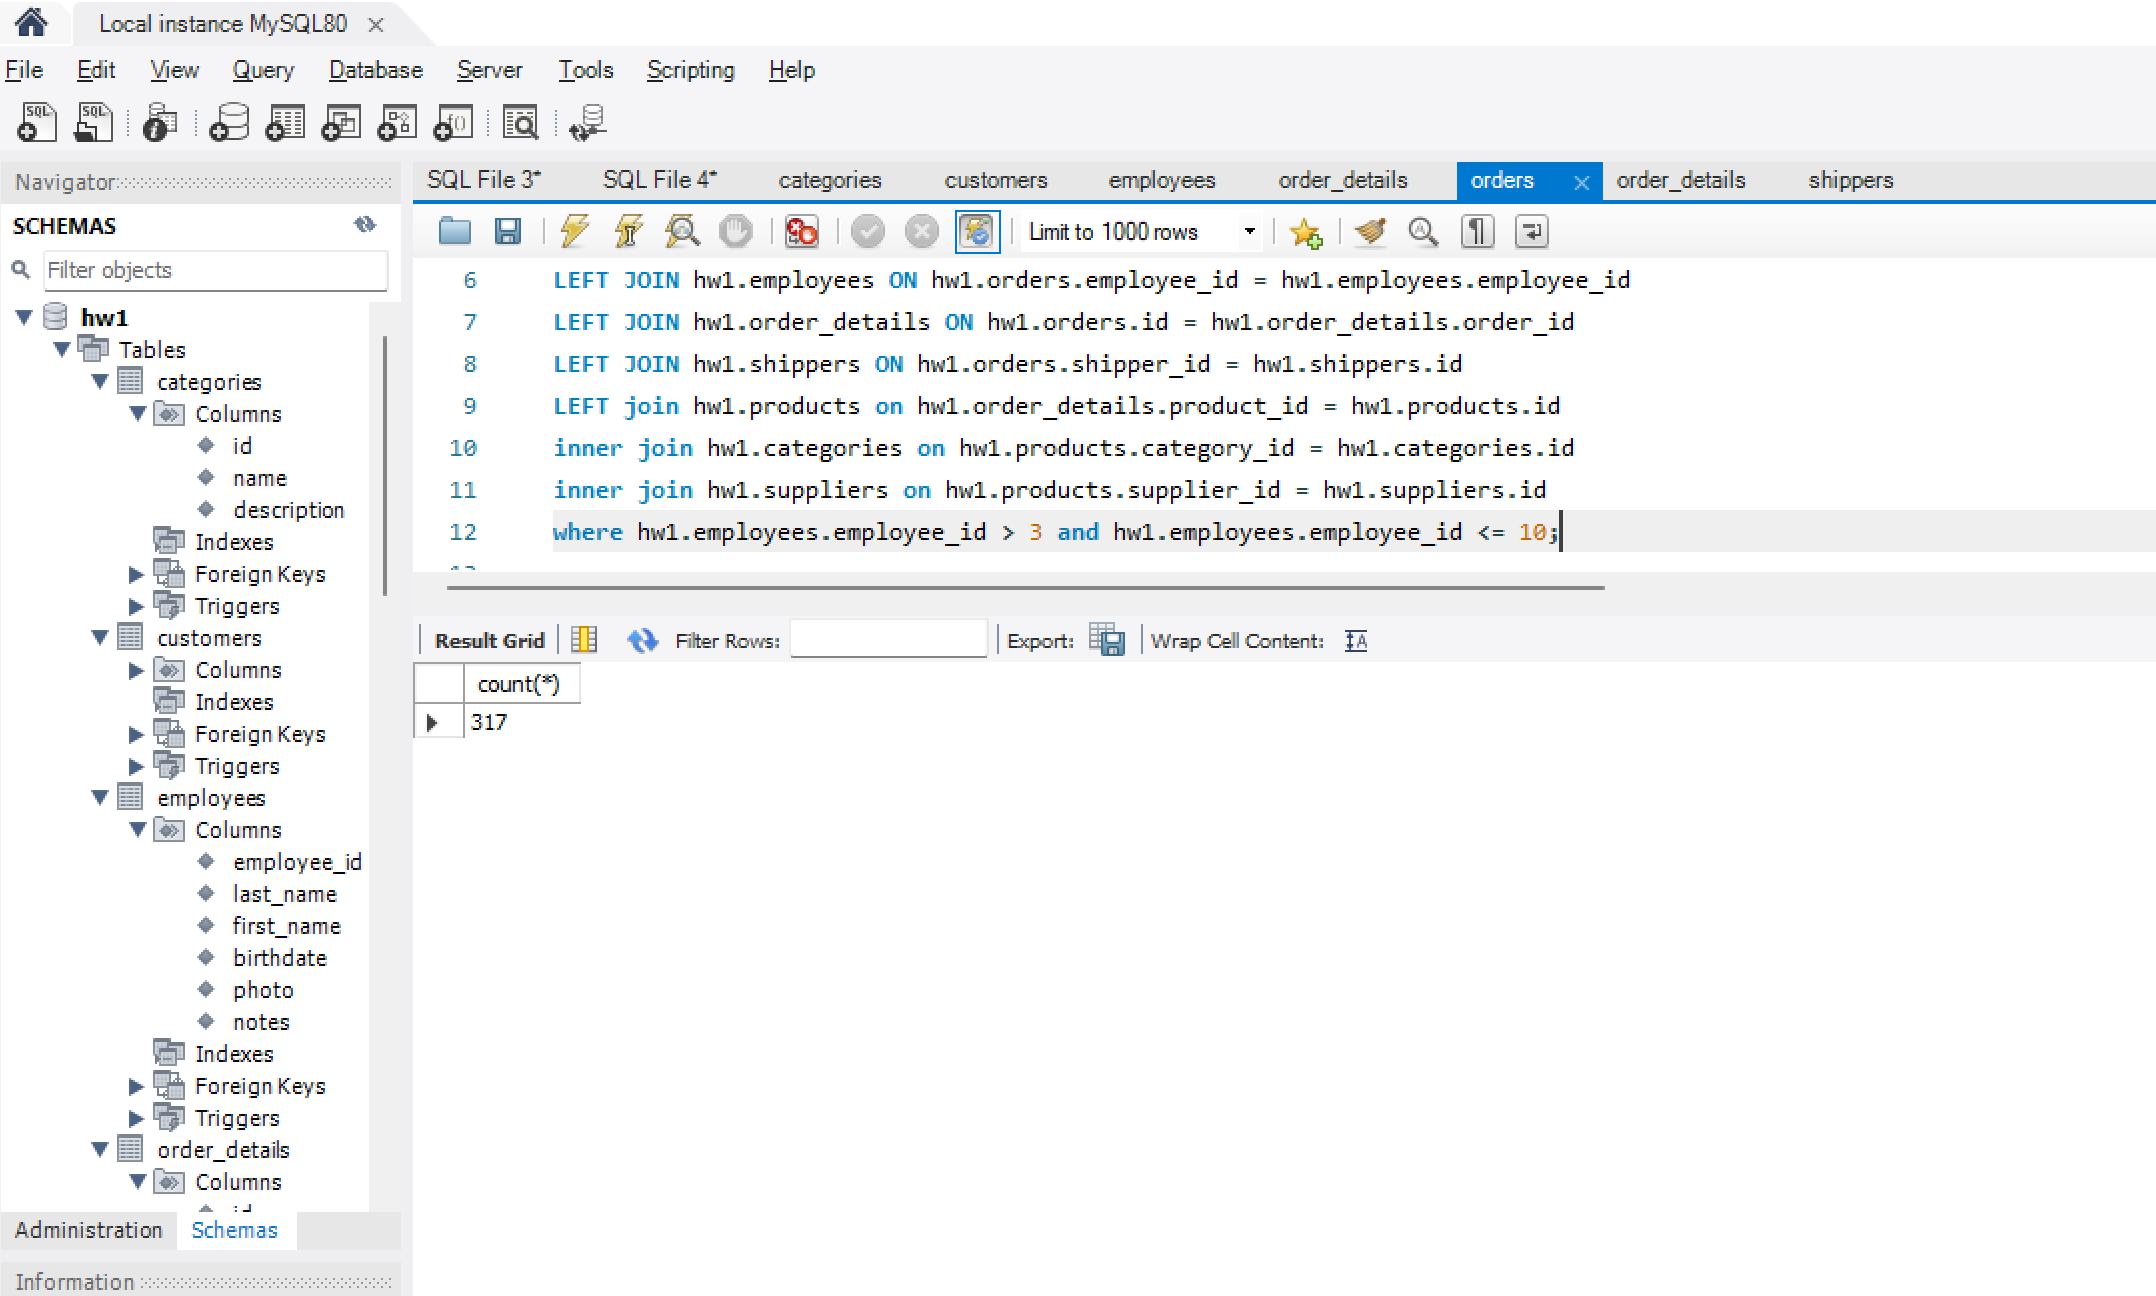 Local instance MySQL80
File Edit View Query Database Server Tools Scripting Help
Navigator
SCHEMAS
Filter objects
hw1
Tables
categories
Columns
id
name
description
Indexes
Foreign Keys
Triggers
customers
Columns
Indexes
Foreign Keys
Triggers
employees
Columns
employee_id
last_name
first_name
birthdate
photo
notes
Indexes
Foreign Keys
Triggers
order_details
Columns
Administration Schemas
Information
SQL File 3* SQL File 4* categories customers employees order_details orders order_details shippers
Limit to 1000 rows
6 LEFT JOIN hw1.employees ON hw1.orders.employee_id = hw1.employees.employee_id
7 LEFT JOIN hw1.order_details ON hw1.orders.id = hw1.order_details.order_id
8 LEFT JOIN hw1.shippers ON hw1.orders.shipper_id = hw1.shippers.id
9 LEFT join hw1.products on hw1.order_details.product_id = hw1.products.id
10 inner join hw1.categories on hw1.products.category_id = hw1.categories.id
11 inner join hw1.suppliers on hw1.products.supplier_id = hw1.suppliers.id
12 where hw1.employees.employee_id > 3 and hw1.employees.employee_id <= 10;
Result Grid Filter Rows: Export: Wrap Cell Content:
count(*)
317